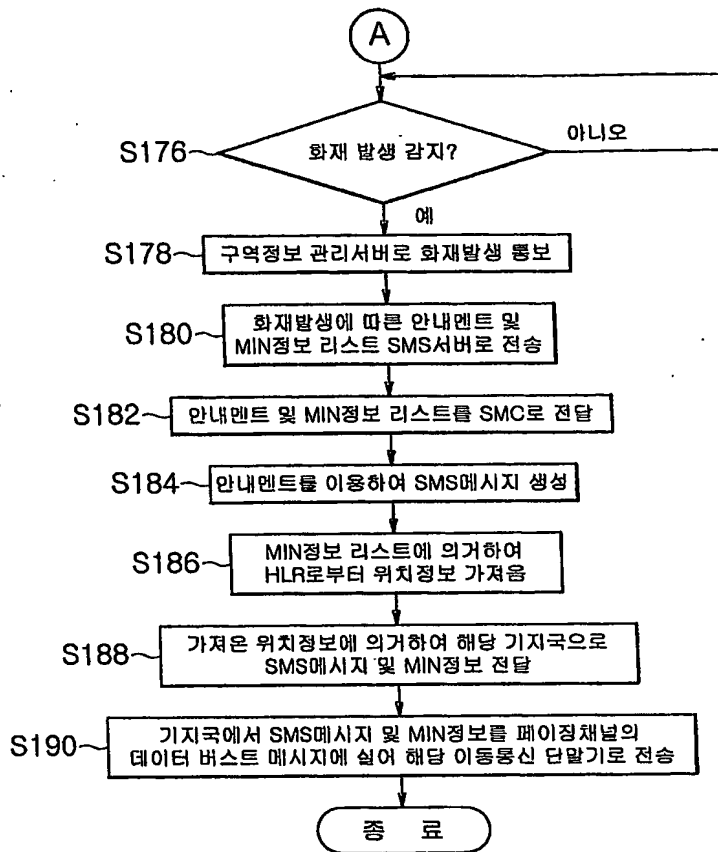 A
S176
화재 발생 감지?
아니오
예
S178
구역정보 관리서버로 화재발생 통보
S180
화재발생에 따른 안내멘트 및
MIN정보 리스트 SMS서버로 전송
S182
안내멘트 및 MIN정보 리스트를 SMC로 전달
S184
안내멘트를 이용하여 SMS메시지 생성
S186
MIN정보 리스트에 의거하여
HLR로부터 위치정보 가져옴
S188
가져온 위치정보에 의거하여 해당 기지국으로
SMS메시지 및 MIN정보 전달
S190
기지국에서 SMS메시지 및 MIN정보를 페이징채널의
데이터 버스트 메시지에 실어 해당 이동통신 단말기로 전송
종 료